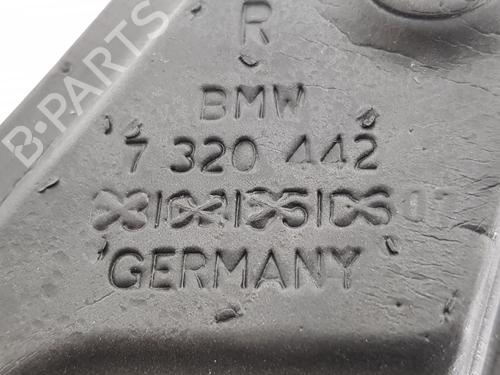 R
BMW
7 320 442
GERMANY
B-PARTS